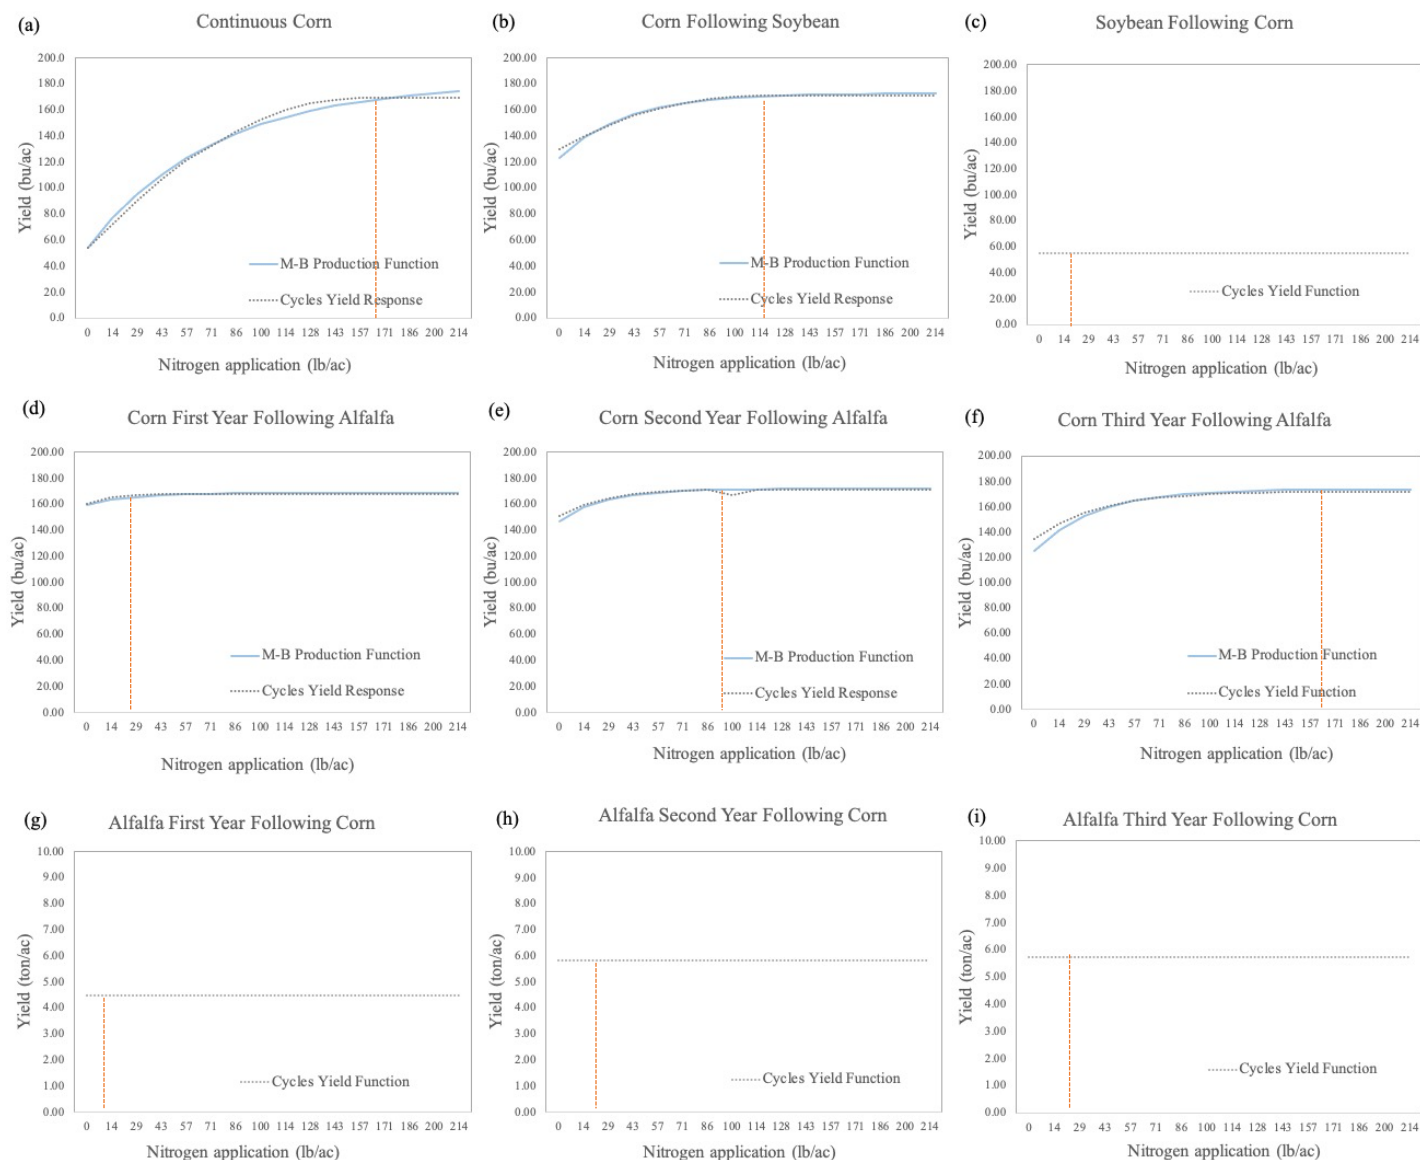 (a)
Continuous Corn
200.0
180.0
160.0
140.0
120.0
100.0
80.0
60.0
40.0
20.0
0.0
Yield (bu/ac)
M-B Production Function
Cycles Yield Response
0 14 29 43 57 71 86 100 114 128 143 157 171 186 200 214
Nitrogen application (lb/ac)
(b)
Corn Following Soybean
200.00
180.00
160.00
140.00
120.00
100.00
80.00
60.00
40.00
20.00
0.00
Yield (bu/ac)
M-B Production Function
Cycles Yield Response
0 14 29 43 57 71 86 100 114 128 143 157 171 186 200 214
Nitrogen application (lb/ac)
(c)
Soybean Following Corn
200.00
180.00
160.00
140.00
120.00
100.00
80.00
60.00
40.00
20.00
0.00
Yield (bu/ac)
Cycles Yield Function
0 14 29 43 57 71 86 100 114 128 143 157 171 186 200 214
Nitrogen application (lb/ac)
(d)
Corn First Year Following Alfalfa
200.00
180.00
160.00
140.00
120.00
100.00
80.00
60.00
40.00
20.00
0.00
Yield (bu/ac)
M-B Production Function
Cycles Yield Response
0 14 29 43 57 71 86 100 114 128 143 157 171 186 200 214
Nitrogen application (lb/ac)
(e)
Corn Second Year Following Alfalfa
200.00
180.00
160.00
140.00
120.00
100.00
80.00
60.00
40.00
20.00
0.00
Yield (bu/ac)
M-B Production Function
Cycles Yield Response
0 14 29 43 57 71 86 100 114 128 143 157 171 186 200 214
Nitrogen application (lb/ac)
(f)
Corn Third Year Following Alfalfa
200.00
180.00
160.00
140.00
120.00
100.00
80.00
60.00
40.00
20.00
0.00
Yield (bu/ac)
M-B Production Function
Cycles Yield Function
0 14 29 43 57 71 86 100 114 128 143 157 171 186 200 214
Nitrogen application (lb/ac)
(g)
Alfalfa First Year Following Corn
10.00
9.00
8.00
7.00
6.00
5.00
4.00
3.00
2.00
1.00
0.00
Yield (ton/ac)
Cycles Yield Function
0 14 29 43 57 71 86 100 114 128 143 157 171 186 200 214
Nitrogen application (lb/ac)
(h)
Alfalfa Second Year Following Corn
10.00
9.00
8.00
7.00
6.00
5.00
4.00
3.00
2.00
1.00
0.00
Yield (ton/ac)
Cycles Yield Function
0 14 29 43 57 71 86 100 114 128 143 157 171 186 200 214
Nitrogen application (lb/ac)
(i)
Alfalfa Third Year Following Corn
10.00
9.00
8.00
7.00
6.00
5.00
4.00
3.00
2.00
1.00
0.00
Yield (ton/ac)
Cycles Yield Function
0 14 29 43 57 71 86 100 114 128 143 157 171 186 200 214
Nitrogen application (lb/ac)